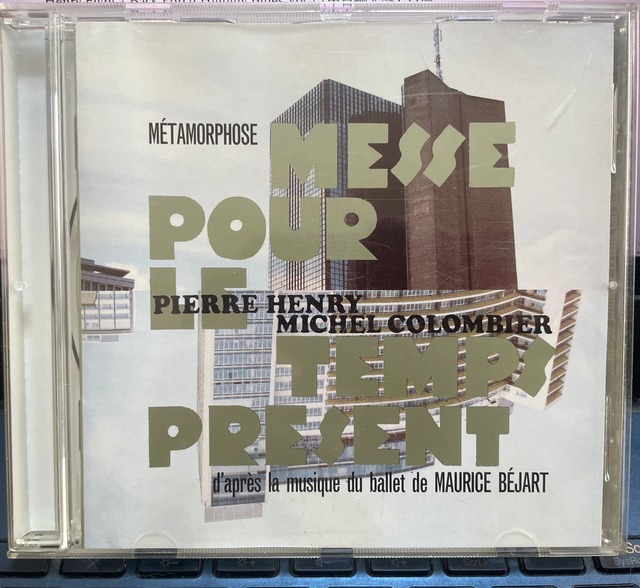 MÉTAMORPHOSE
MESSE
POUR
LE
PIERRE HENRY
MICHEL COLOMBIER
TEMPS
PRESENT
d'après la musique du ballet de MAURICE BÉJART